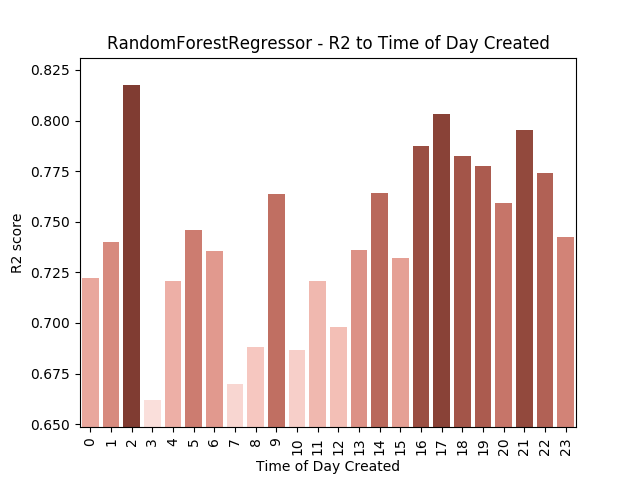 RandomForestRegressor - R2 to Time of Day Created
0.825
0.800
0.775
0.750
0.725
0.700
0.675
0.650
R2 score
0 1 2 3 4 5 6 7 8 9 10 11 12 13 14 15 16 17 18 19 20 21 22 23
Time of Day Created